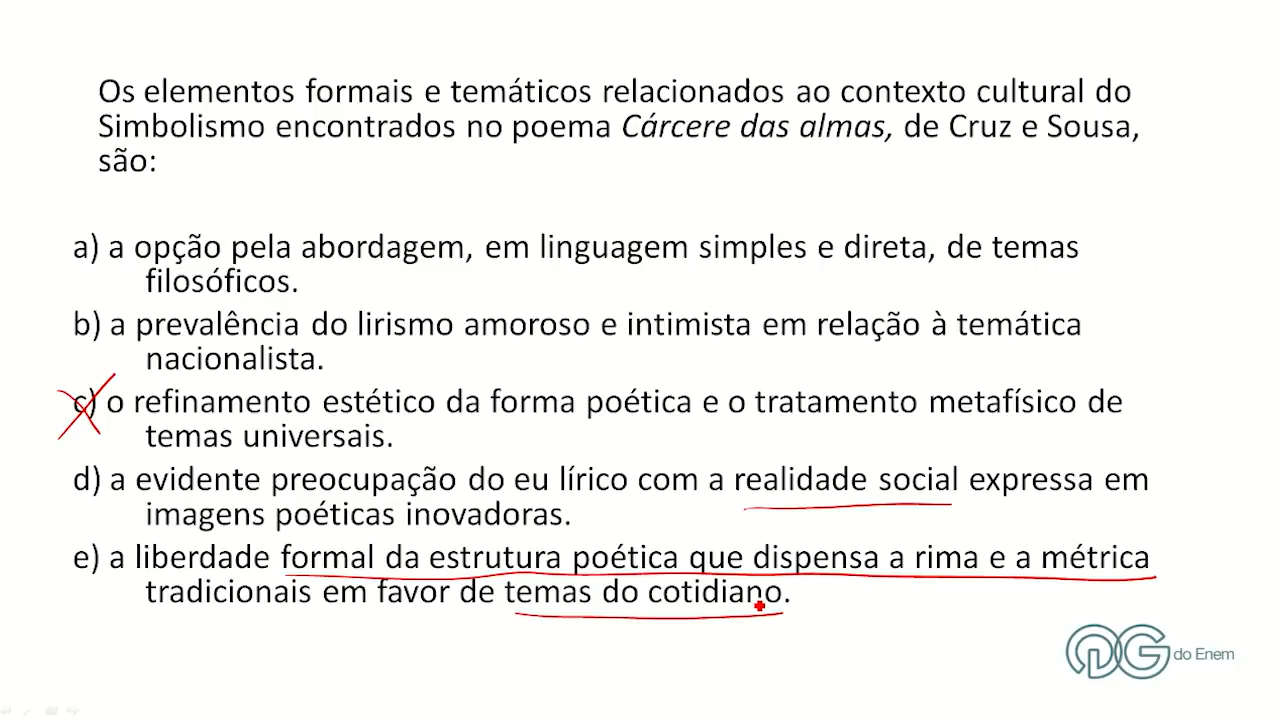 Os elementos formais e temáticos relacionados ao contexto cultural do
Simbolismo encontrados no poema Cárcere das almas, de Cruz e Sousa,
são:
a) a opção pela abordagem, em linguagem simples e direta, de temas
filosóficos.
b) a prevalência do lirismo amoroso e intimista em relação à temática
nacionalista.
c) o refinamento estético da forma poética e o tratamento metafísico de
temas universais.
d) a evidente preocupação do eu lírico com a realidade social expressa em
imagens poéticas inovadoras.
e) a liberdade formal da estrutura poética que dispensa a rima e a métrica
tradicionais em favor de temas do cotidiano.
QG do Enem